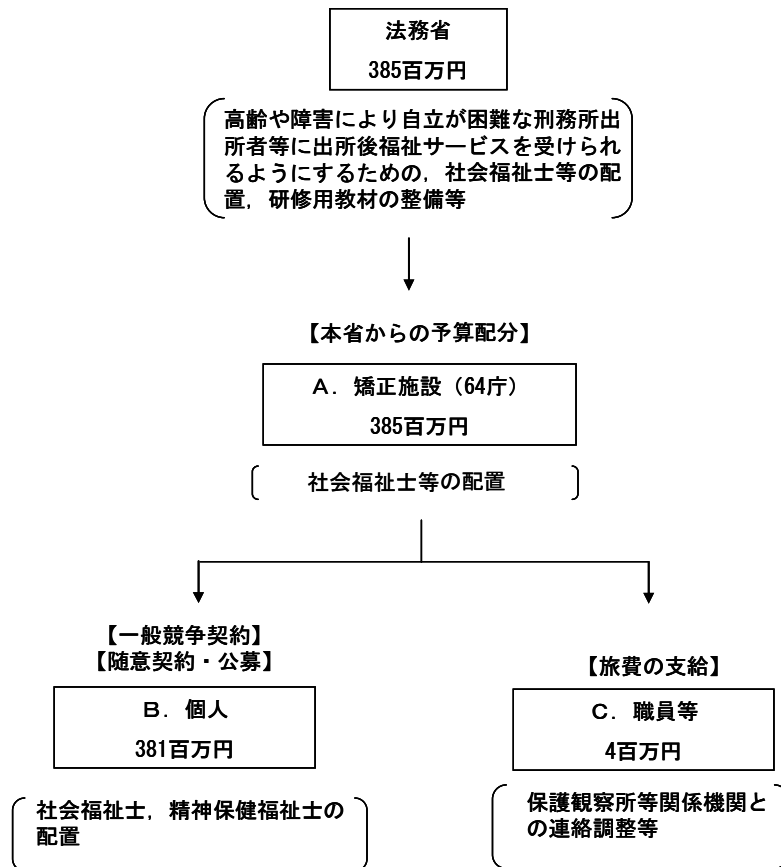 法務省
385百万円
高齢や障害により自立が困難な刑務所出
所者等に出所後福祉サービスを受けられ
るようにするための，社会福祉士等の配
置，研修用教材の整備等
【本省からの予算配分】
Ａ．矯正施設（64庁）
385百万円
社会福祉士等の配置
【一般競争契約】
【随意契約・公募】
Ｂ．個人
381百万円
社会福祉士，精神保健福祉士の
配置
【旅費の支給】
Ｃ．職員等
4百万円
保護観察所等関係機関と
の連絡調整等